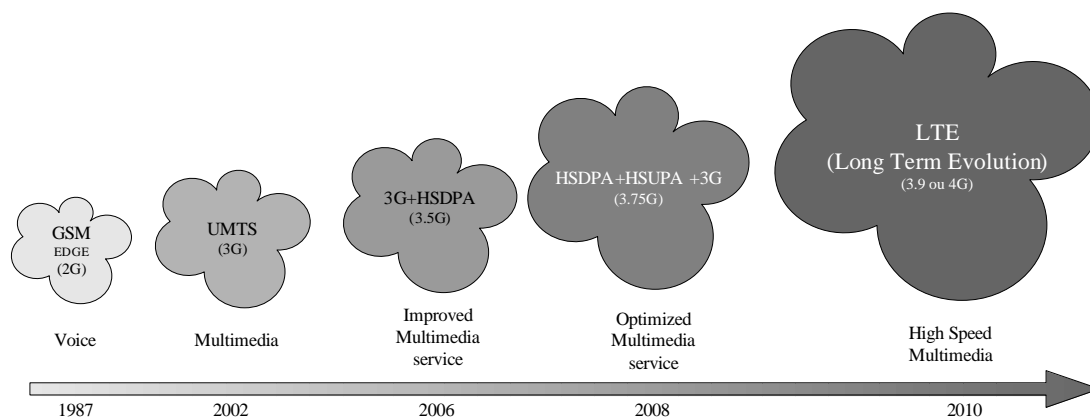 GSM
EDGE
(2G)
UMTS
(3G)
3G+HSDPA
(3.5G)
HSDPA+HSUPA +3G
(3.75G)
LTE
(Long Term Evolution)
(3.9 ou 4G)
Voice
Multimedia
Improved
Multimedia
service
Optimized
Multimedia
service
High Speed
Multimedia
1987
2002
2006
2008
2010